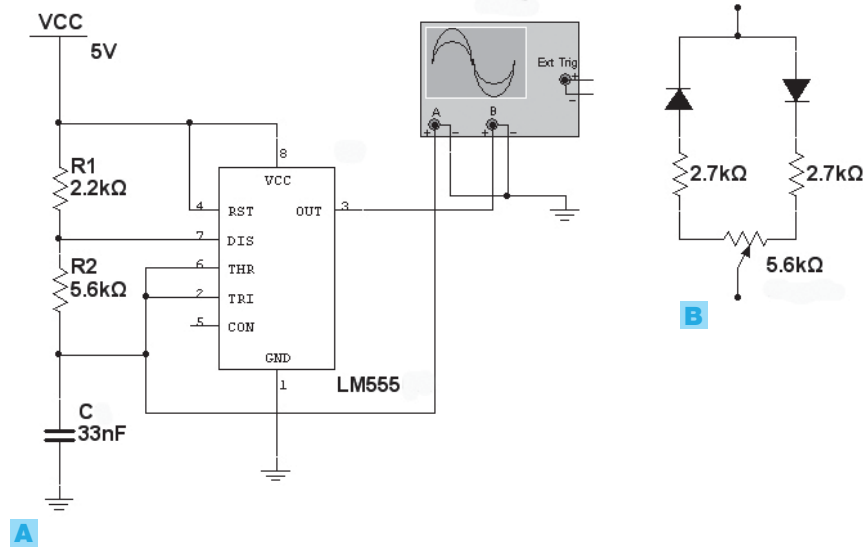 VCC
5V
R1
2.2kΩ
R2
5.6kΩ
C
33nF
8
VCC
4
RST
OUT
3
7
DIS
6
THR
2
TRI
5
CON
GND
1
LM555
Ext Trig
+
-
A
B
+
-
+
-
2.7kΩ
2.7kΩ
5.6kΩ
B
A